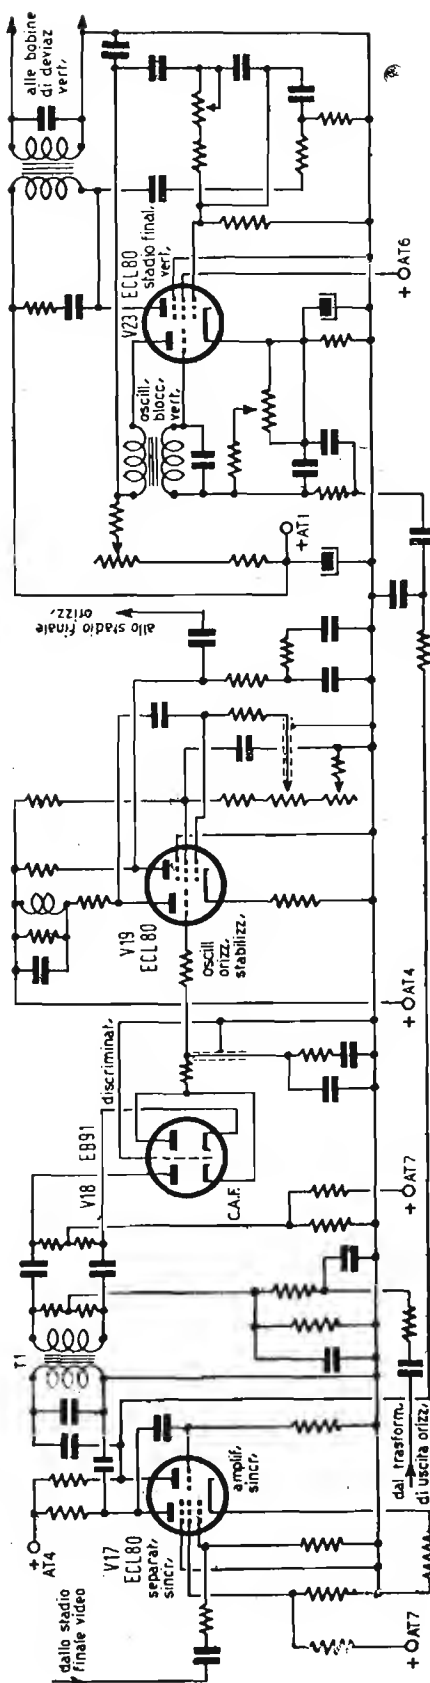 dallo stadio
finale video
+ AT4
V17
ECL80
separat,
sincr,
amplif,
sincr,
T1
dal trasform.
di uscita orizz,
+ AT7
V18
EB91
discriminat,
C.A.F.
+ AT7
+ AT4
V19
ECL80
oscill
orizz,
stabilizz,
allo stadio finale
orizz,
+AT1
oscill,
blocc,
vert,
V23
ECL80
stadio final,
vert,
+ AT6
alle bobine
di deviaz
vert,